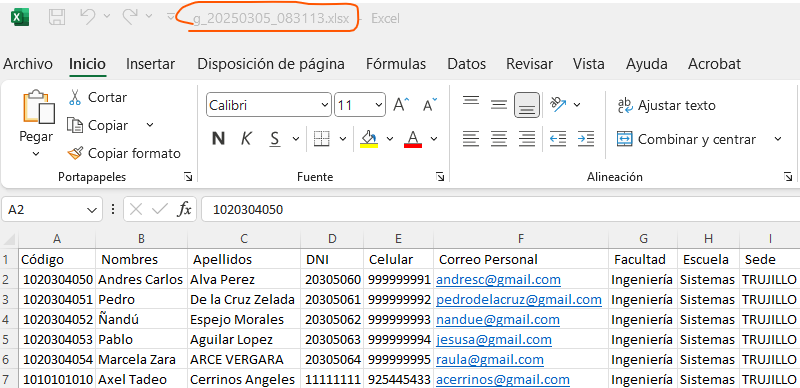 g_20250305_083113.xlsx - Excel
Archivo Inicio Insertar Disposición de página Fórmulas Datos Revisar Vista Ayuda Acrobat
Pegar Cortar Copiar Copiar formato
Calibri 11 A A
N K S A
ab Ajustar texto
Combinar y centrar
Portapapeles Fuente Alineación
A2 fx 1020304050
A B C D E F G H I
1 Código Nombres Apellidos DNI Celular Correo Personal Facultad Escuela Sede
2 1020304050 Andres Carlos Alva Perez 20305060 999999991 andresc@gmail.com Ingeniería Sistemas TRUJILLO
3 1020304051 Pedro De la Cruz Zelada 20305061 999999992 pedrodelacruz@gmail.com Ingeniería Sistemas TRUJILLO
4 1020304052 Ñandú Espejo Morales 20305062 999999993 nandue@gmail.com Ingeniería Sistemas TRUJILLO
5 1020304053 Pablo Aguilar Lopez 20305063 999999994 jesusa@gmail.com Ingeniería Sistemas TRUJILLO
6 1020304054 Marcela Zara ARCE VERGARA 20305064 999999995 raula@gmail.com Ingeniería Sistemas TRUJILLO
7 1010101010 Axel Tadeo Cerrinos Angeles 11111111 925445433 acerrinos@gmail.com Ingeniería Sistemas TRUJILLO